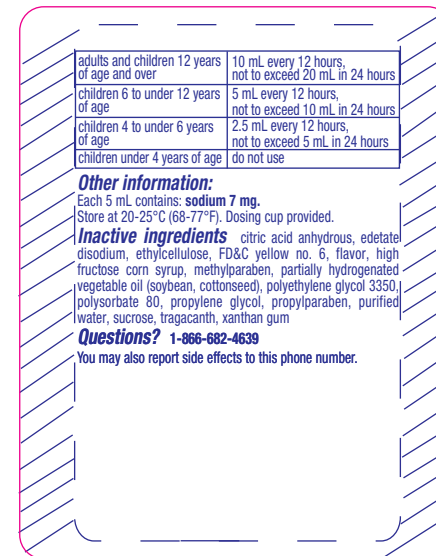 adults and children 12 years of age and over | 10 mL every 12 hours, not to exceed 20 mL in 24 hours
children 6 to under 12 years of age | 5 mL every 12 hours, not to exceed 10 mL in 24 hours
children 4 to under 6 years of age | 2.5 mL every 12 hours, not to exceed 5 mL in 24 hours
children under 4 years of age | do not use
Other information:
Each 5 mL contains: sodium 7 mg.
Store at 20-25°C (68-77°F). Dosing cup provided.
Inactive ingredients citric acid anhydrous, edetate
disodium, ethylcellulose, FD&C yellow no. 6, flavor, high
fructose corn syrup, methylparaben, partially hydrogenated
vegetable oil (soybean, cottonseed), polyethylene glycol 3350,
polysorbate 80, propylene glycol, propylparaben, purified
water, sucrose, tragacanth, xanthan gum
Questions? 1-866-682-4639
You may also report side effects to this phone number.